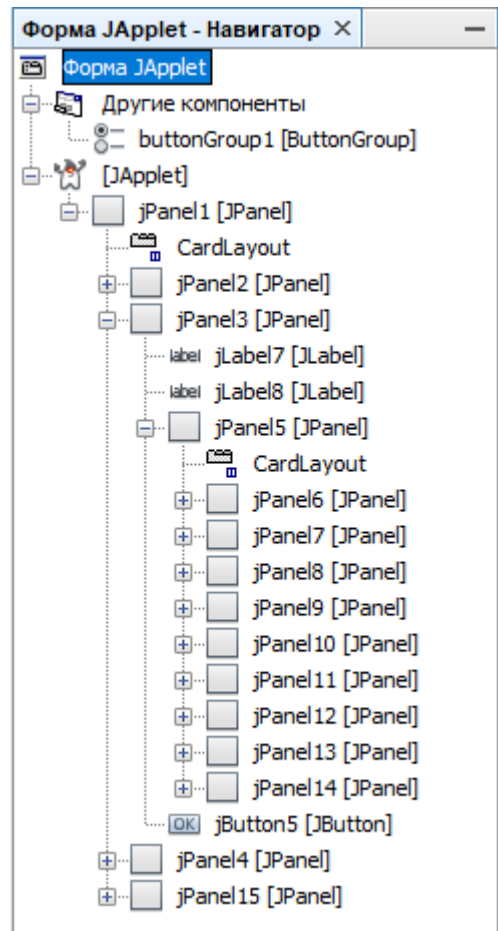 Форма JApplet - Навигатор
Форма JApplet
Другие компоненты
buttonGroup1 [ButtonGroup]
[JApplet]
jPanel1 [JPanel]
CardLayout
jPanel2 [JPanel]
jPanel3 [JPanel]
label jLabel7 [JLabel]
label jLabel8 [JLabel]
jPanel5 [JPanel]
CardLayout
jPanel6 [JPanel]
jPanel7 [JPanel]
jPanel8 [JPanel]
jPanel9 [JPanel]
jPanel10 [JPanel]
jPanel11 [JPanel]
jPanel12 [JPanel]
jPanel13 [JPanel]
jPanel14 [JPanel]
OK jButton5 [JButton]
jPanel4 [JPanel]
jPanel15 [JPanel]